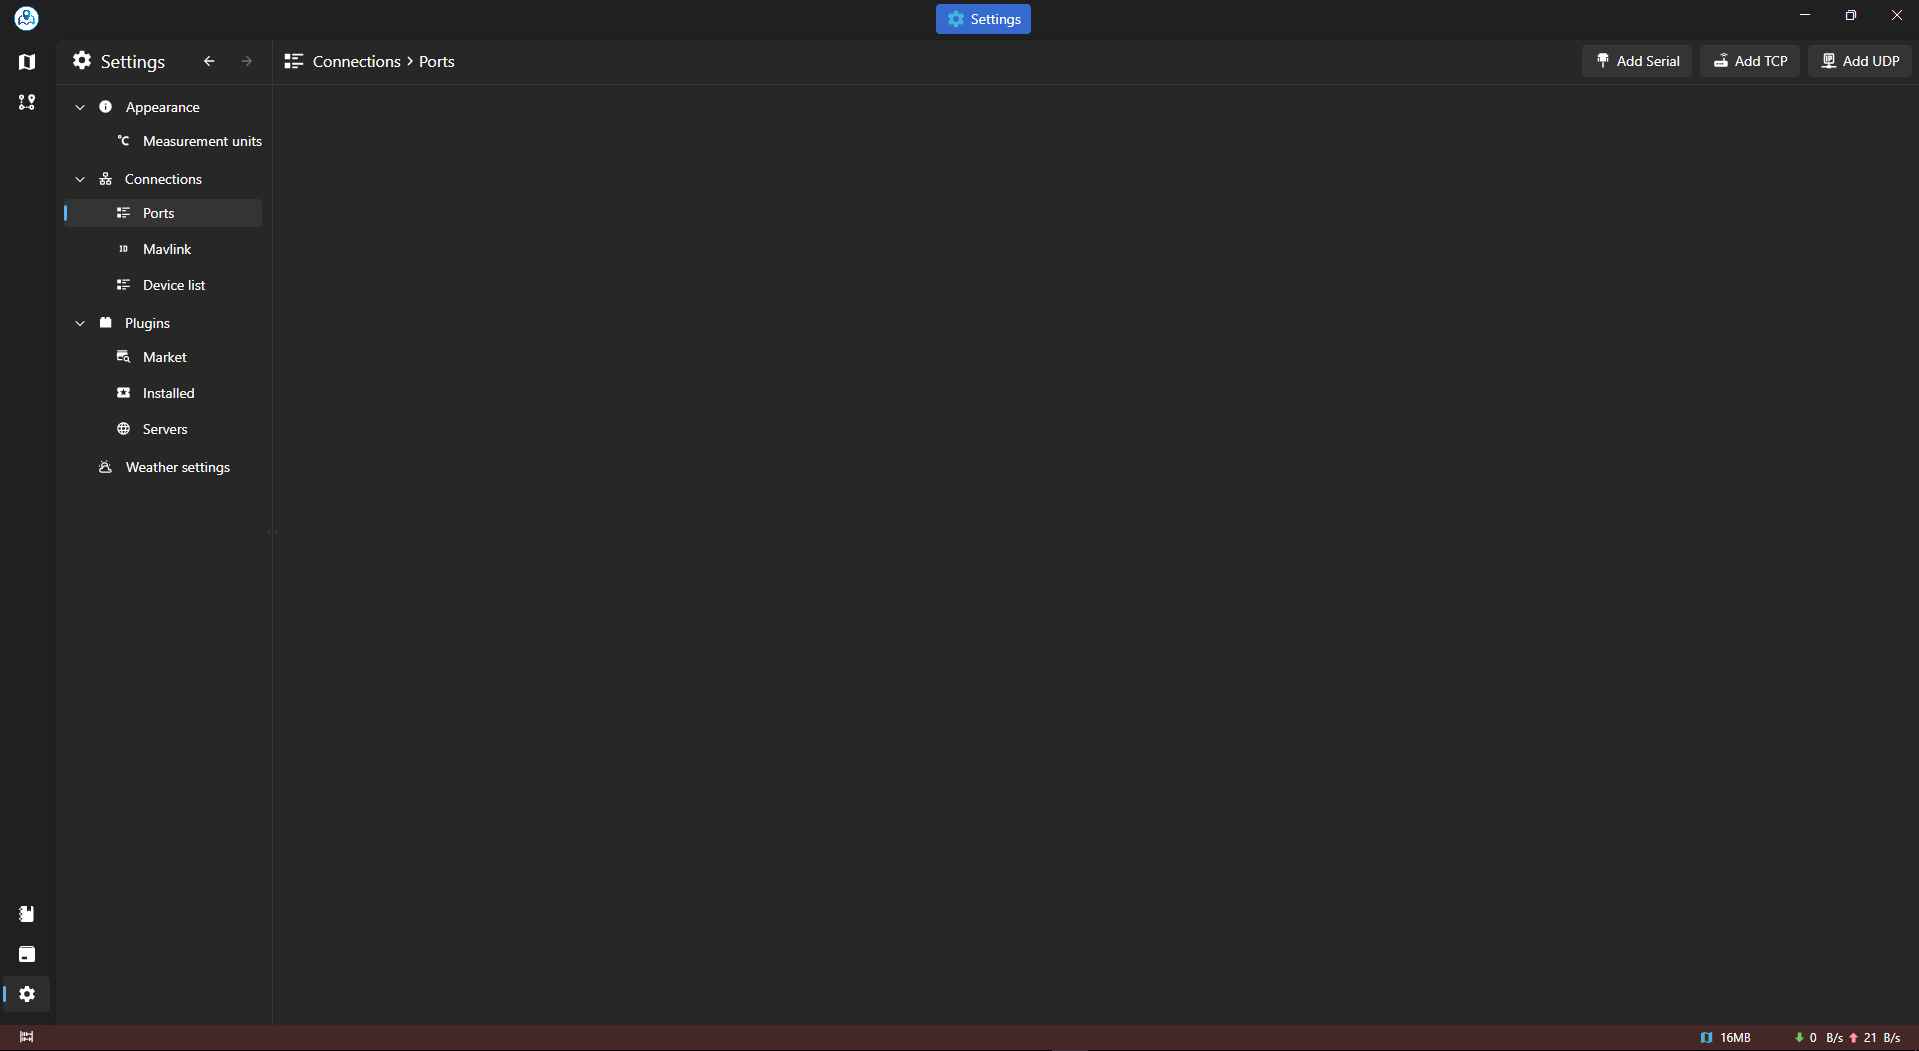 Settings
Settings
Connections > Ports
Add Serial
Add TCP
Add UDP
Appearance
°C Measurement units
Connections
Ports
ID Mavlink
Device list
Plugins
Market
Installed
Servers
Weather settings
16MB
0 B/s
21 B/s